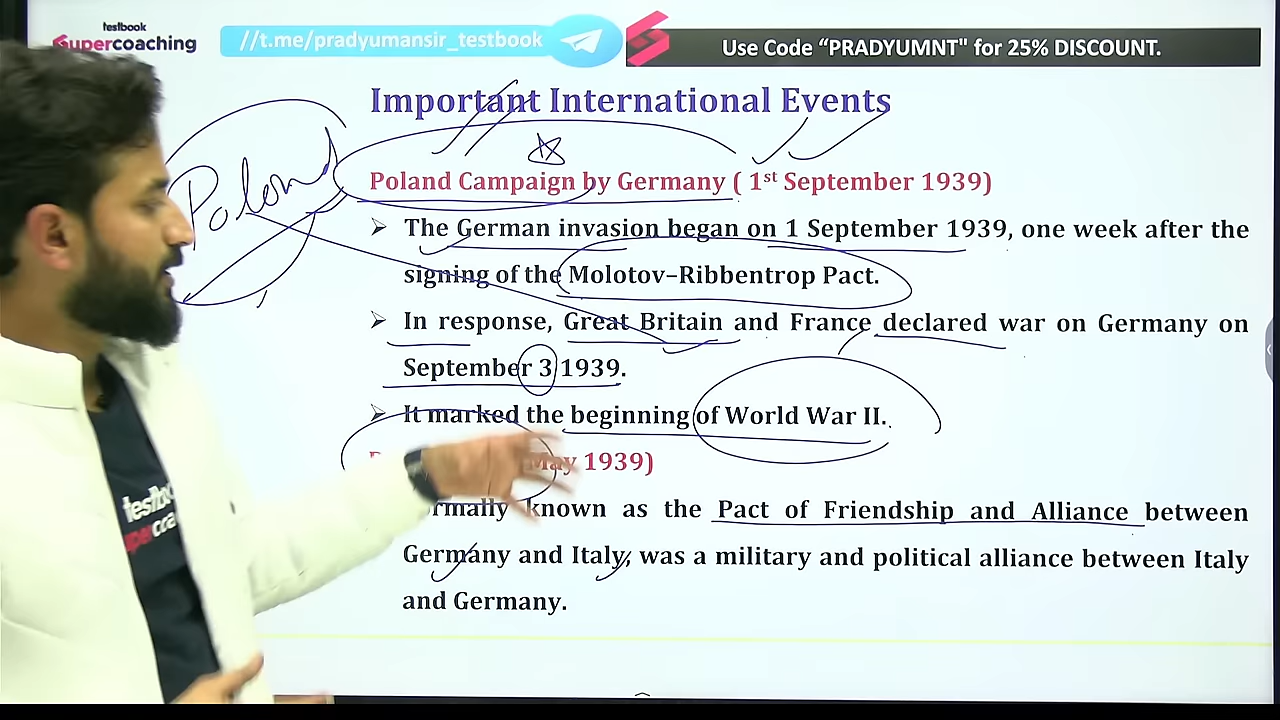 testbook
Supercoaching
//t.me/pradyumansir_testbook
Use Code “PRADYUMNT" for 25% DISCOUNT.
Important International Events
Poland
Poland Campaign by Germany ( 1st September 1939)
➢ The German invasion began on 1 September 1939, one week after the
signing of the Molotov–Ribbentrop Pact.
➢ In response, Great Britain and France declared war on Germany on
September 3 1939.
➢ It marked the beginning of World War II.
May 1939)
known as the Pact of Friendship and Alliance between
Germany and Italy, was a military and political alliance between Italy
and Germany.